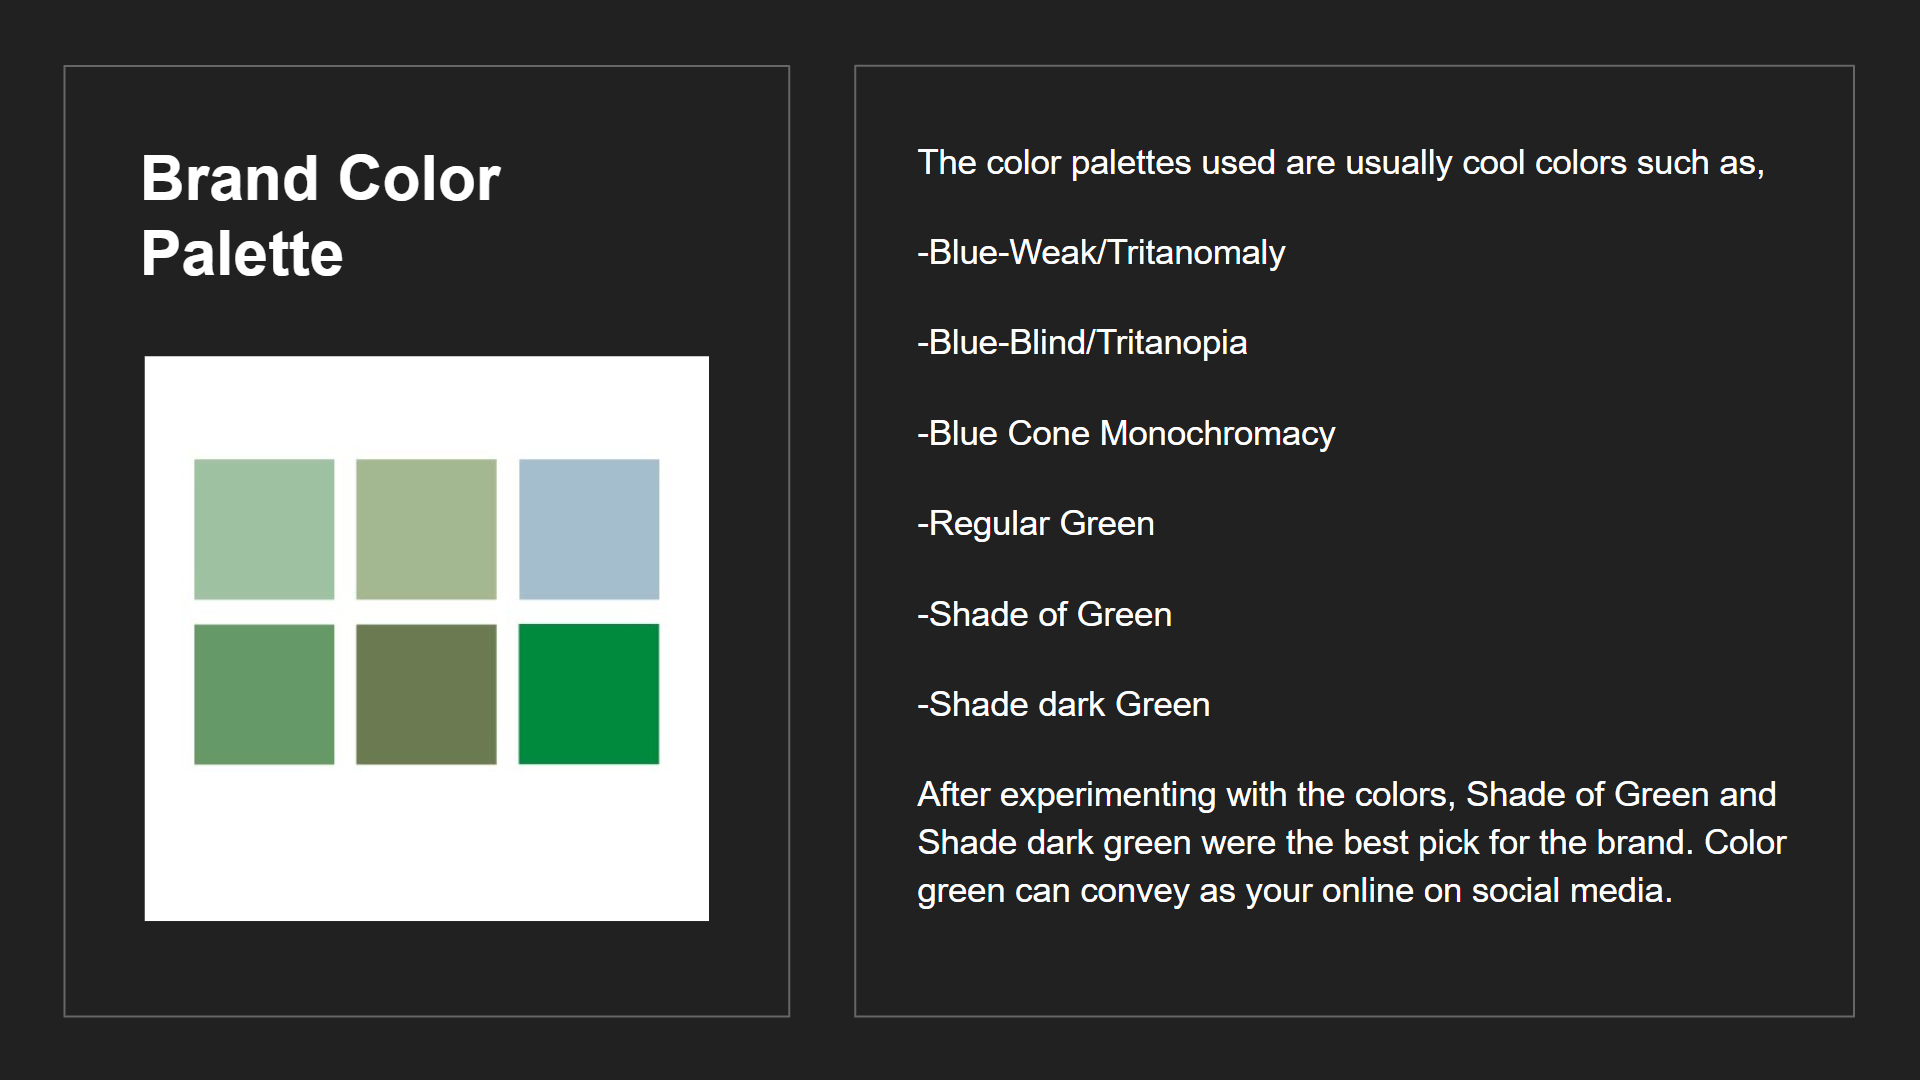 Brand Color
Palette
The color palettes used are usually cool colors such as,
-Blue-Weak/Tritanomaly
-Blue-Blind/Tritanopia
-Blue Cone Monochromacy
-Regular Green
-Shade of Green
-Shade dark Green
After experimenting with the colors, Shade of Green and
Shade dark green were the best pick for the brand. Color
green can convey as your online on social media.